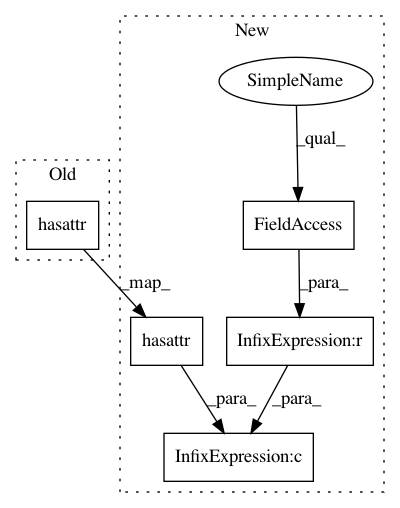 New
SimpleName
_qual_
Old
hasattr
FieldAccess
_map_
_para_
hasattr
InfixExpression:r
_para_
_para_
InfixExpression:c